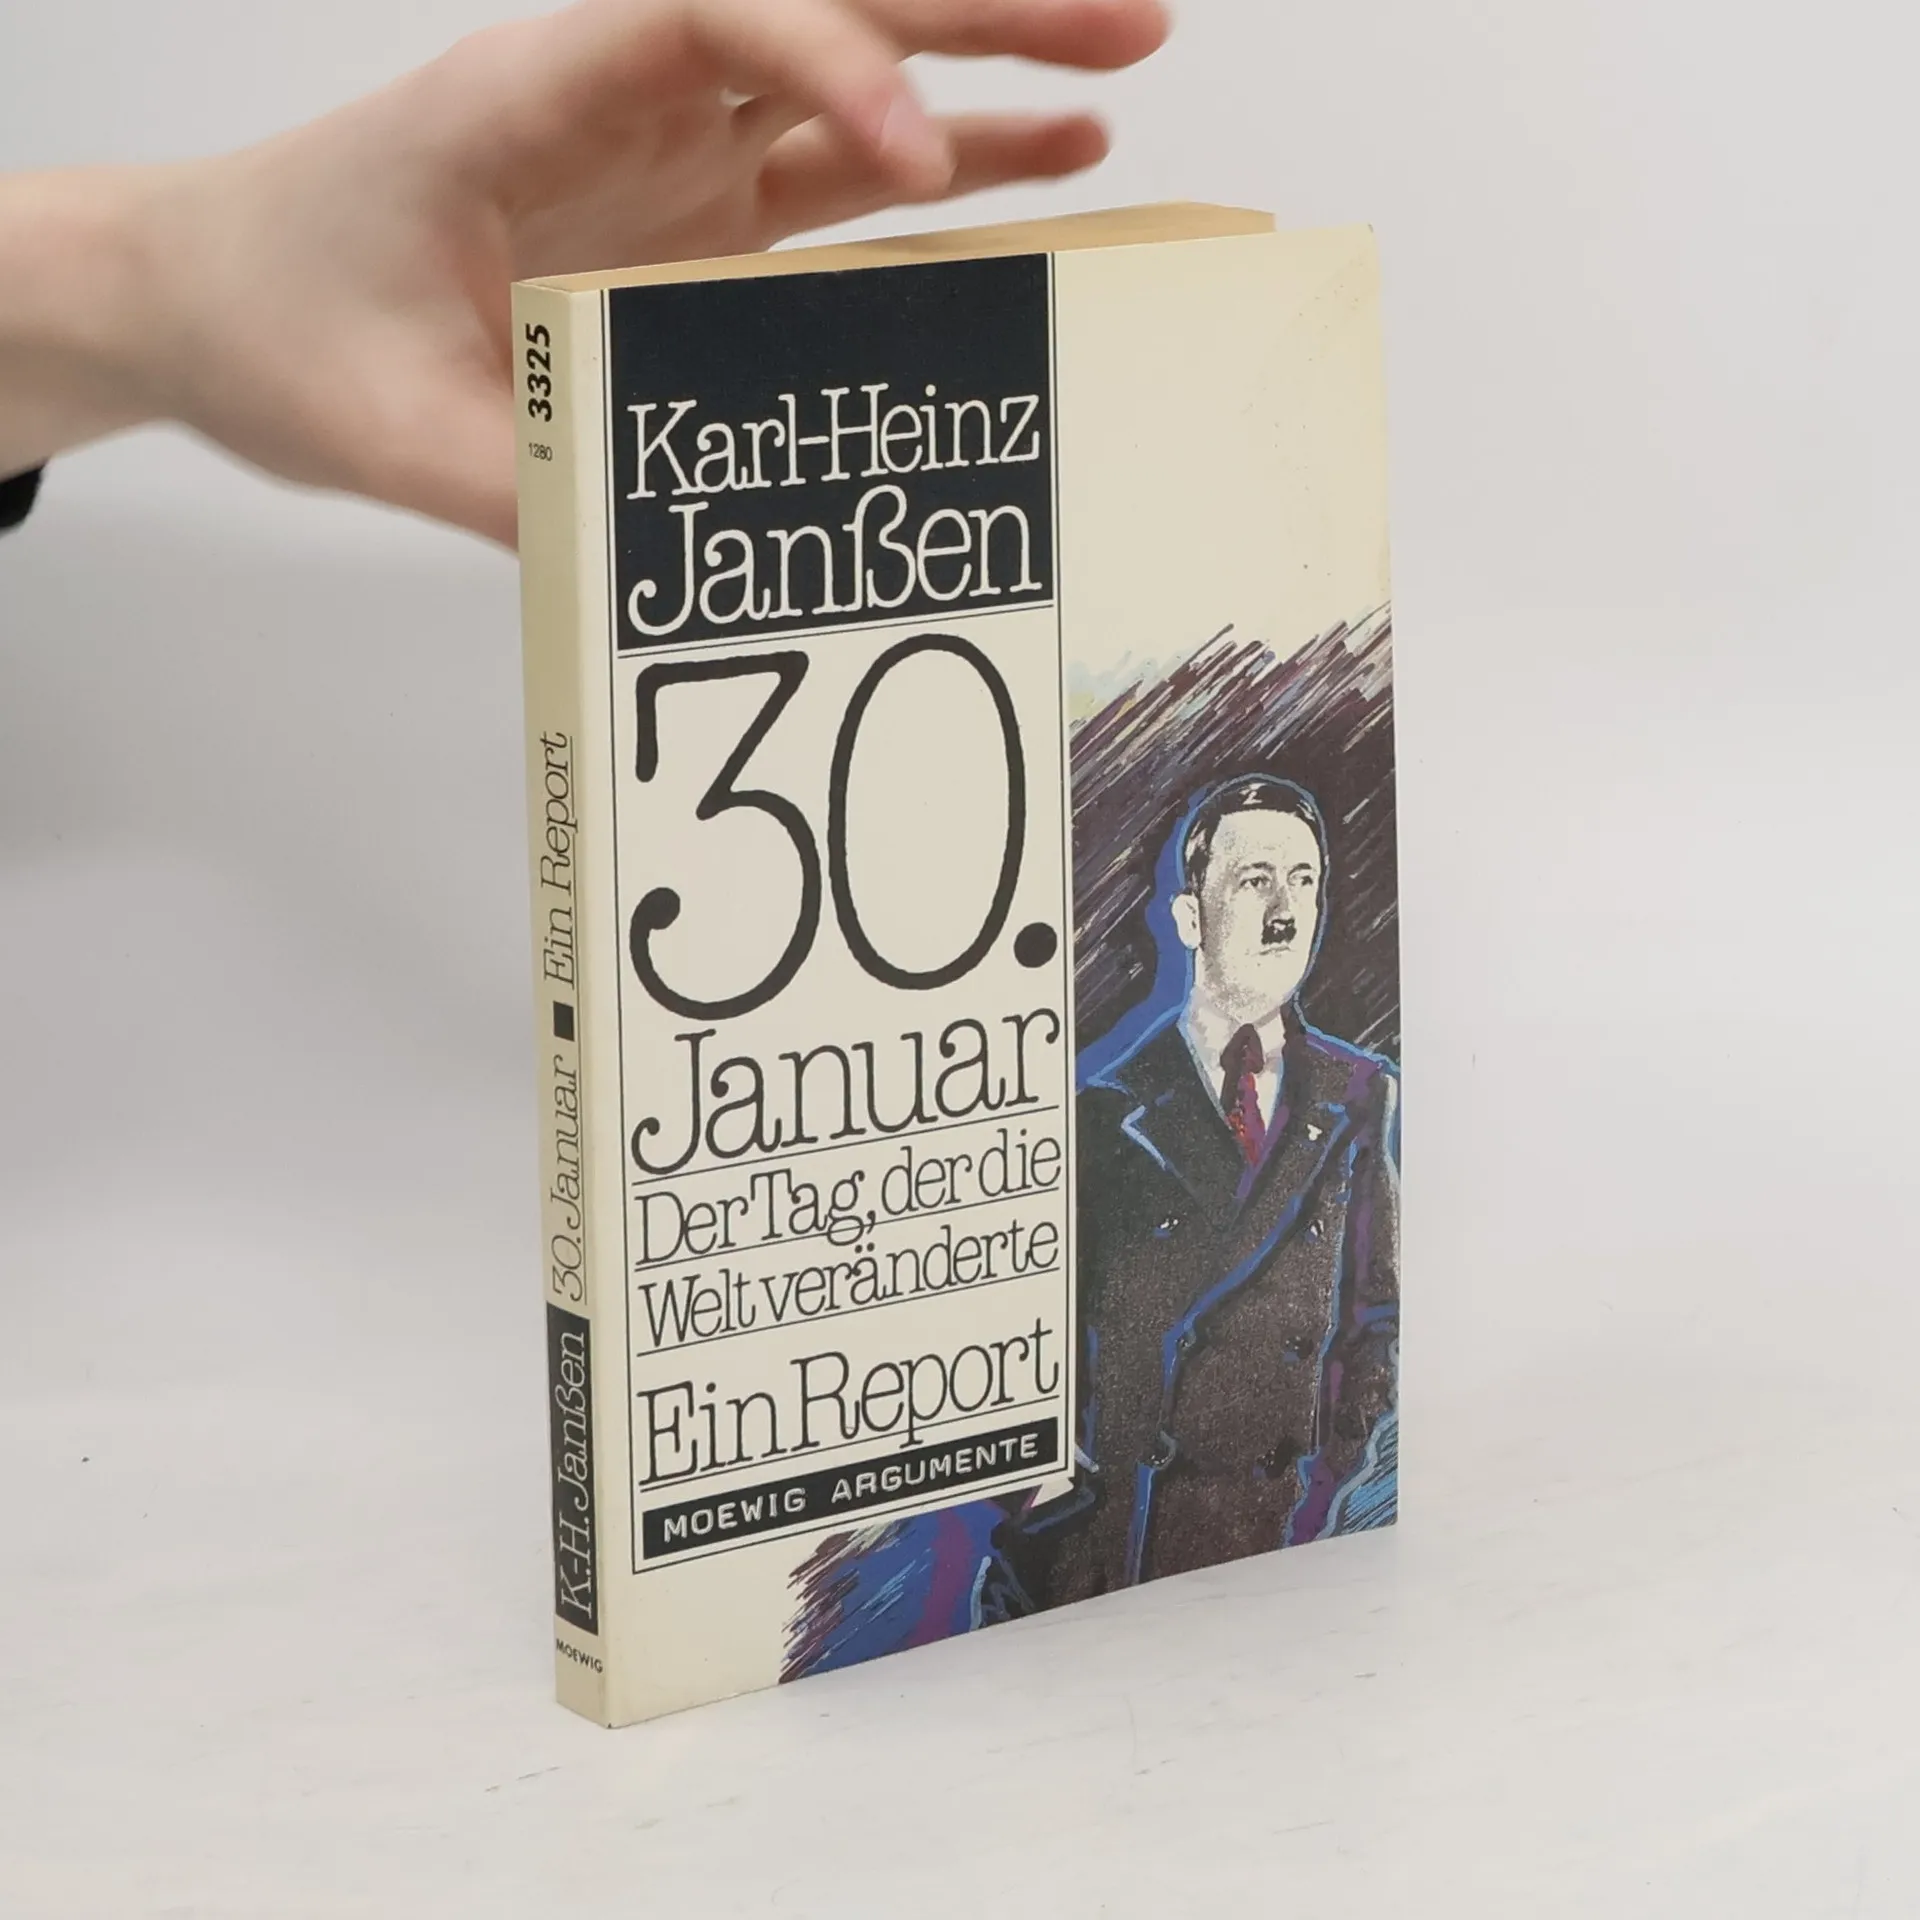 Karl-Heinz
Janßen
30.
Januar
Der Tag, der die
Welt veränderte
Ein Report
MOEWIG ARGUMENTE
3325
1280
K.-H. Janßen 30. Januar ■ Ein Report
MOEWIG